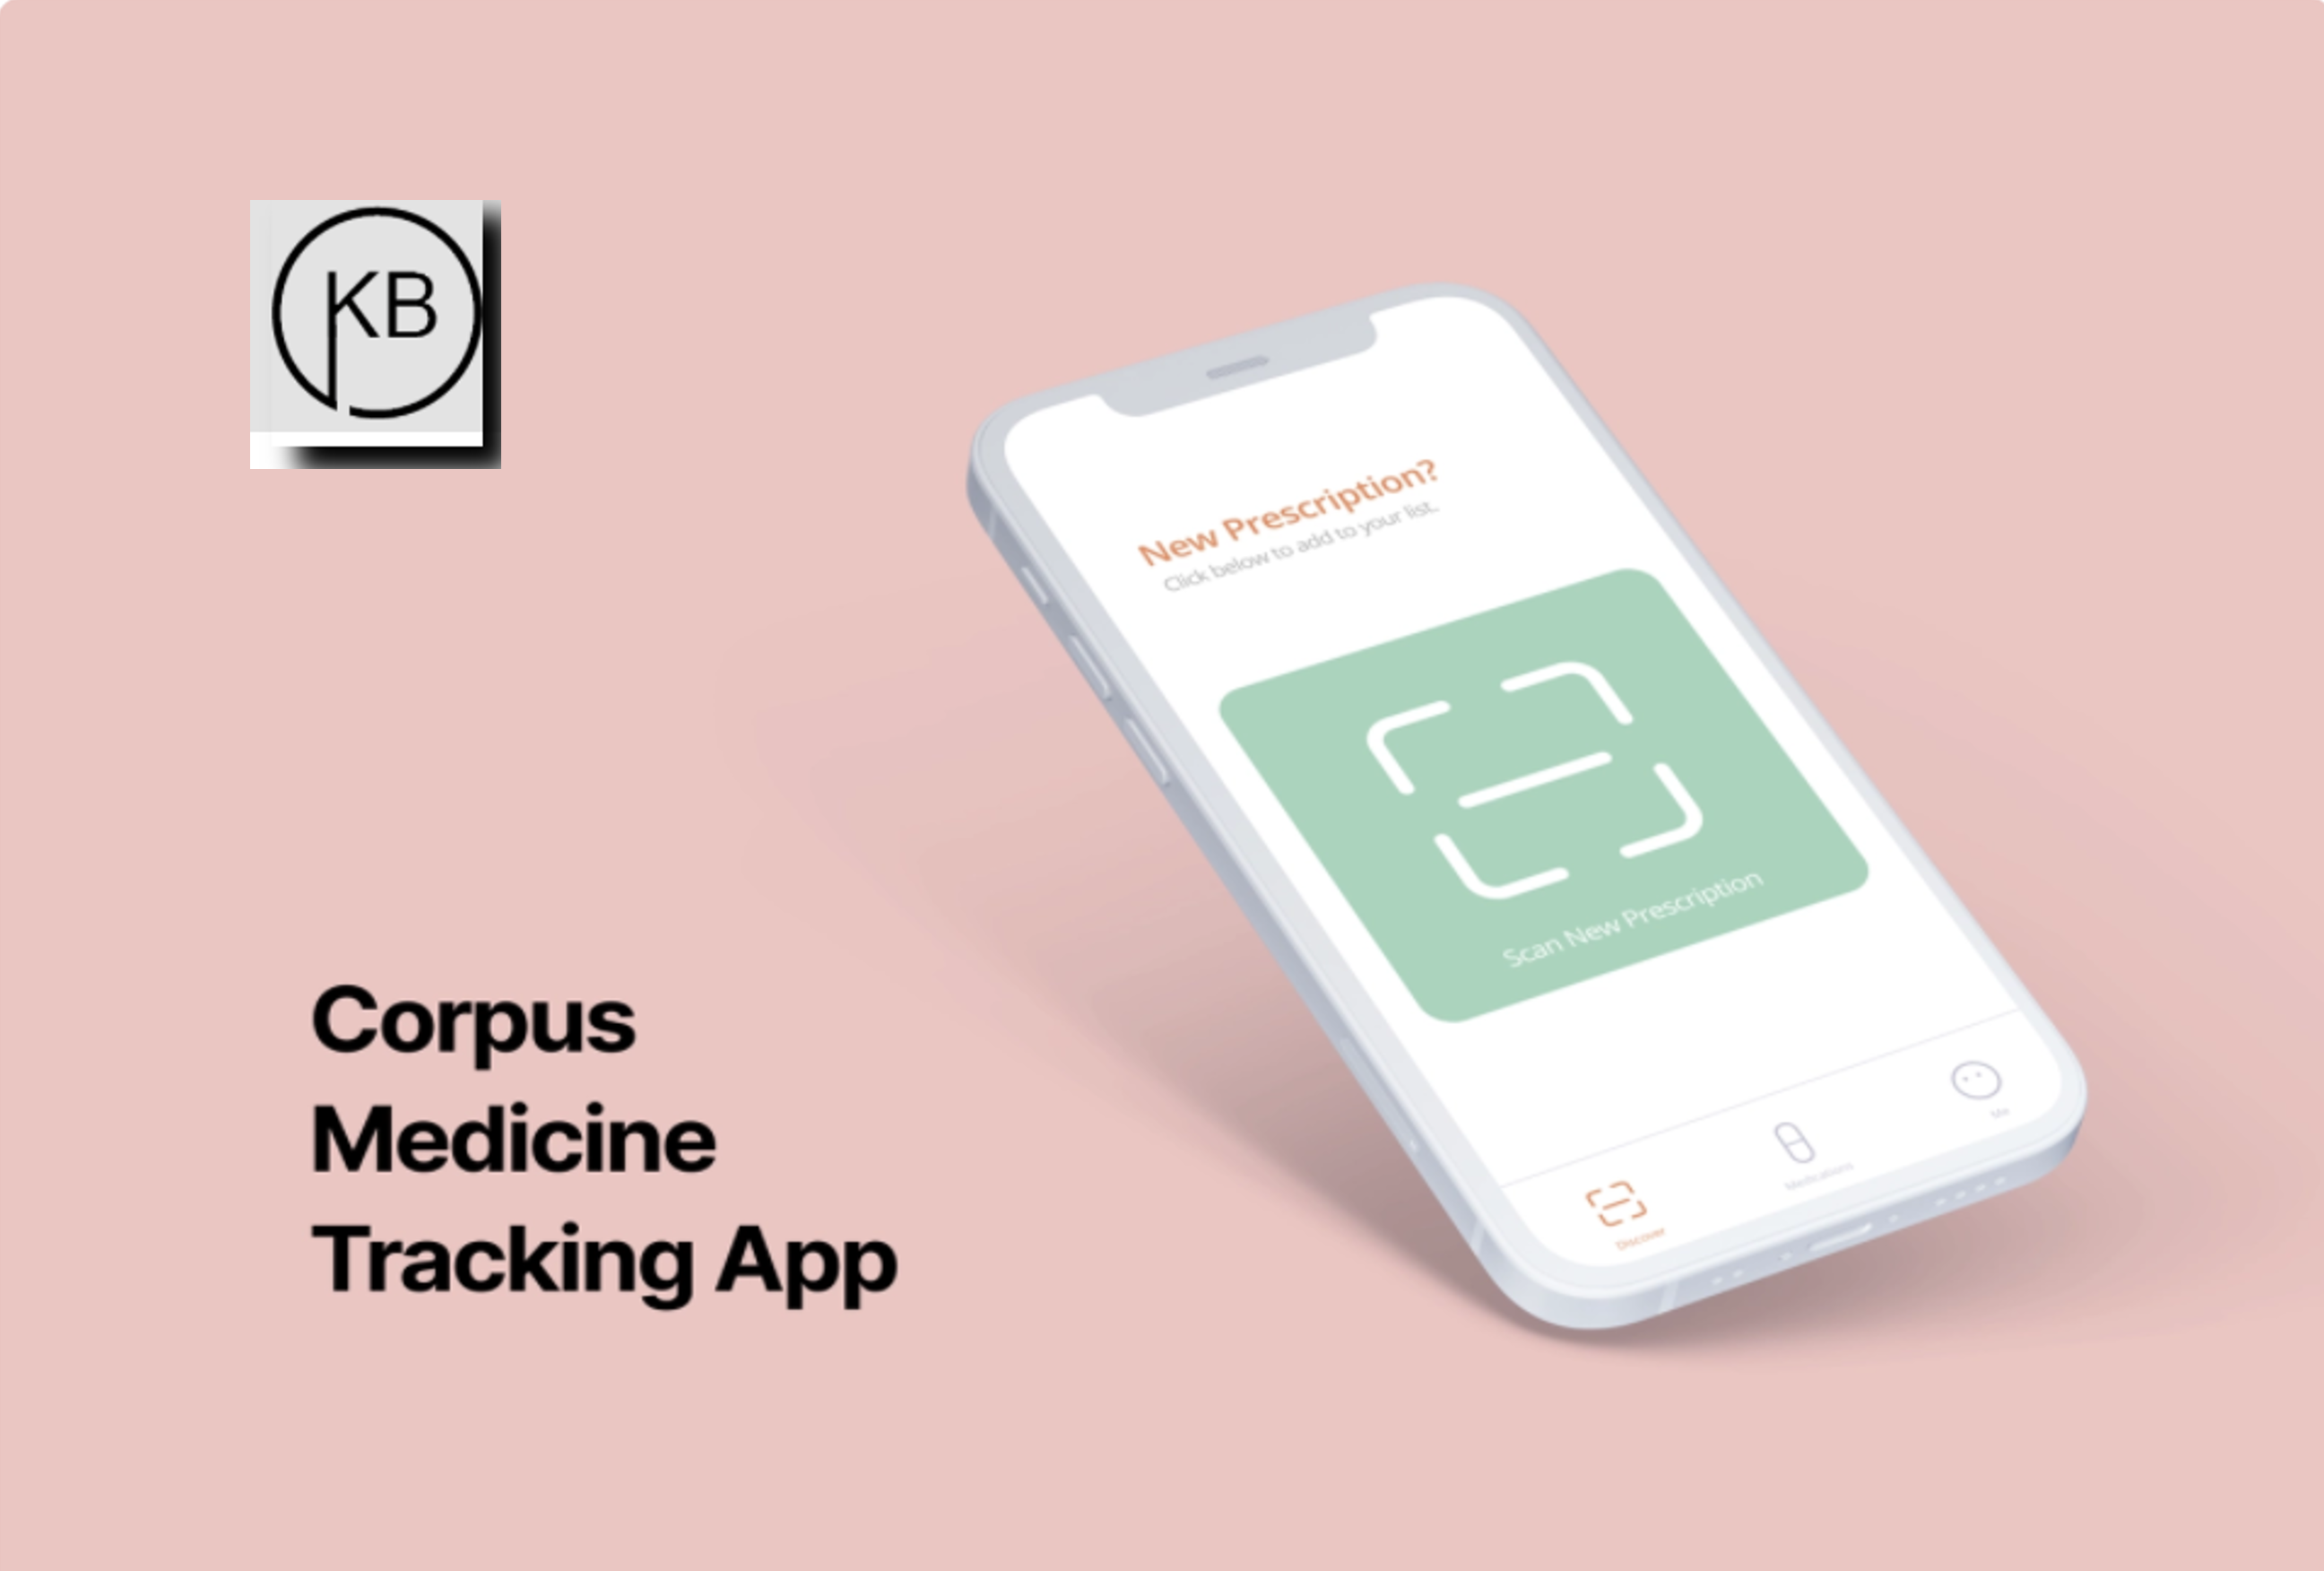 KB
Corpus
Medicine
Tracking App
New Prescription?
Click below to add to your list.
Scan New Prescription
Discover
Medications
Me